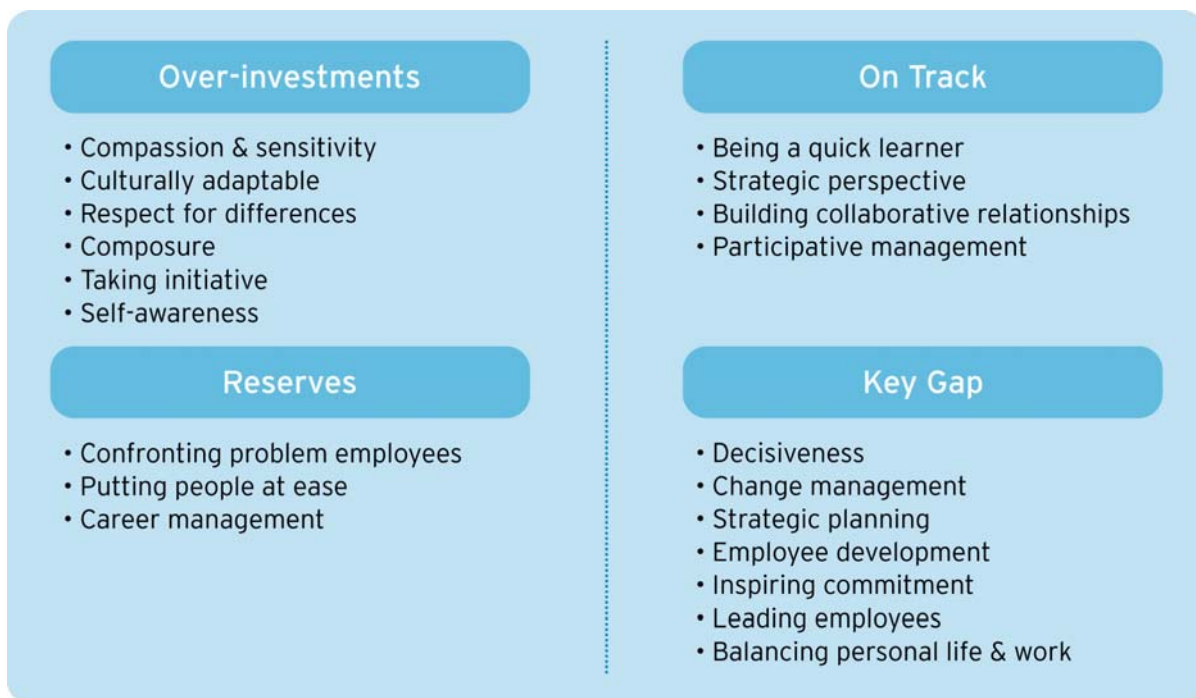 Over-investments
• Compassion & sensitivity
• Culturally adaptable
• Respect for differences
• Composure
• Taking initiative
• Self-awareness
On Track
• Being a quick learner
• Strategic perspective
• Building collaborative relationships
• Participative management
Reserves
• Confronting problem employees
• Putting people at ease
• Career management
Key Gap
• Decisiveness
• Change management
• Strategic planning
• Employee development
• Inspiring commitment
• Leading employees
• Balancing personal life & work